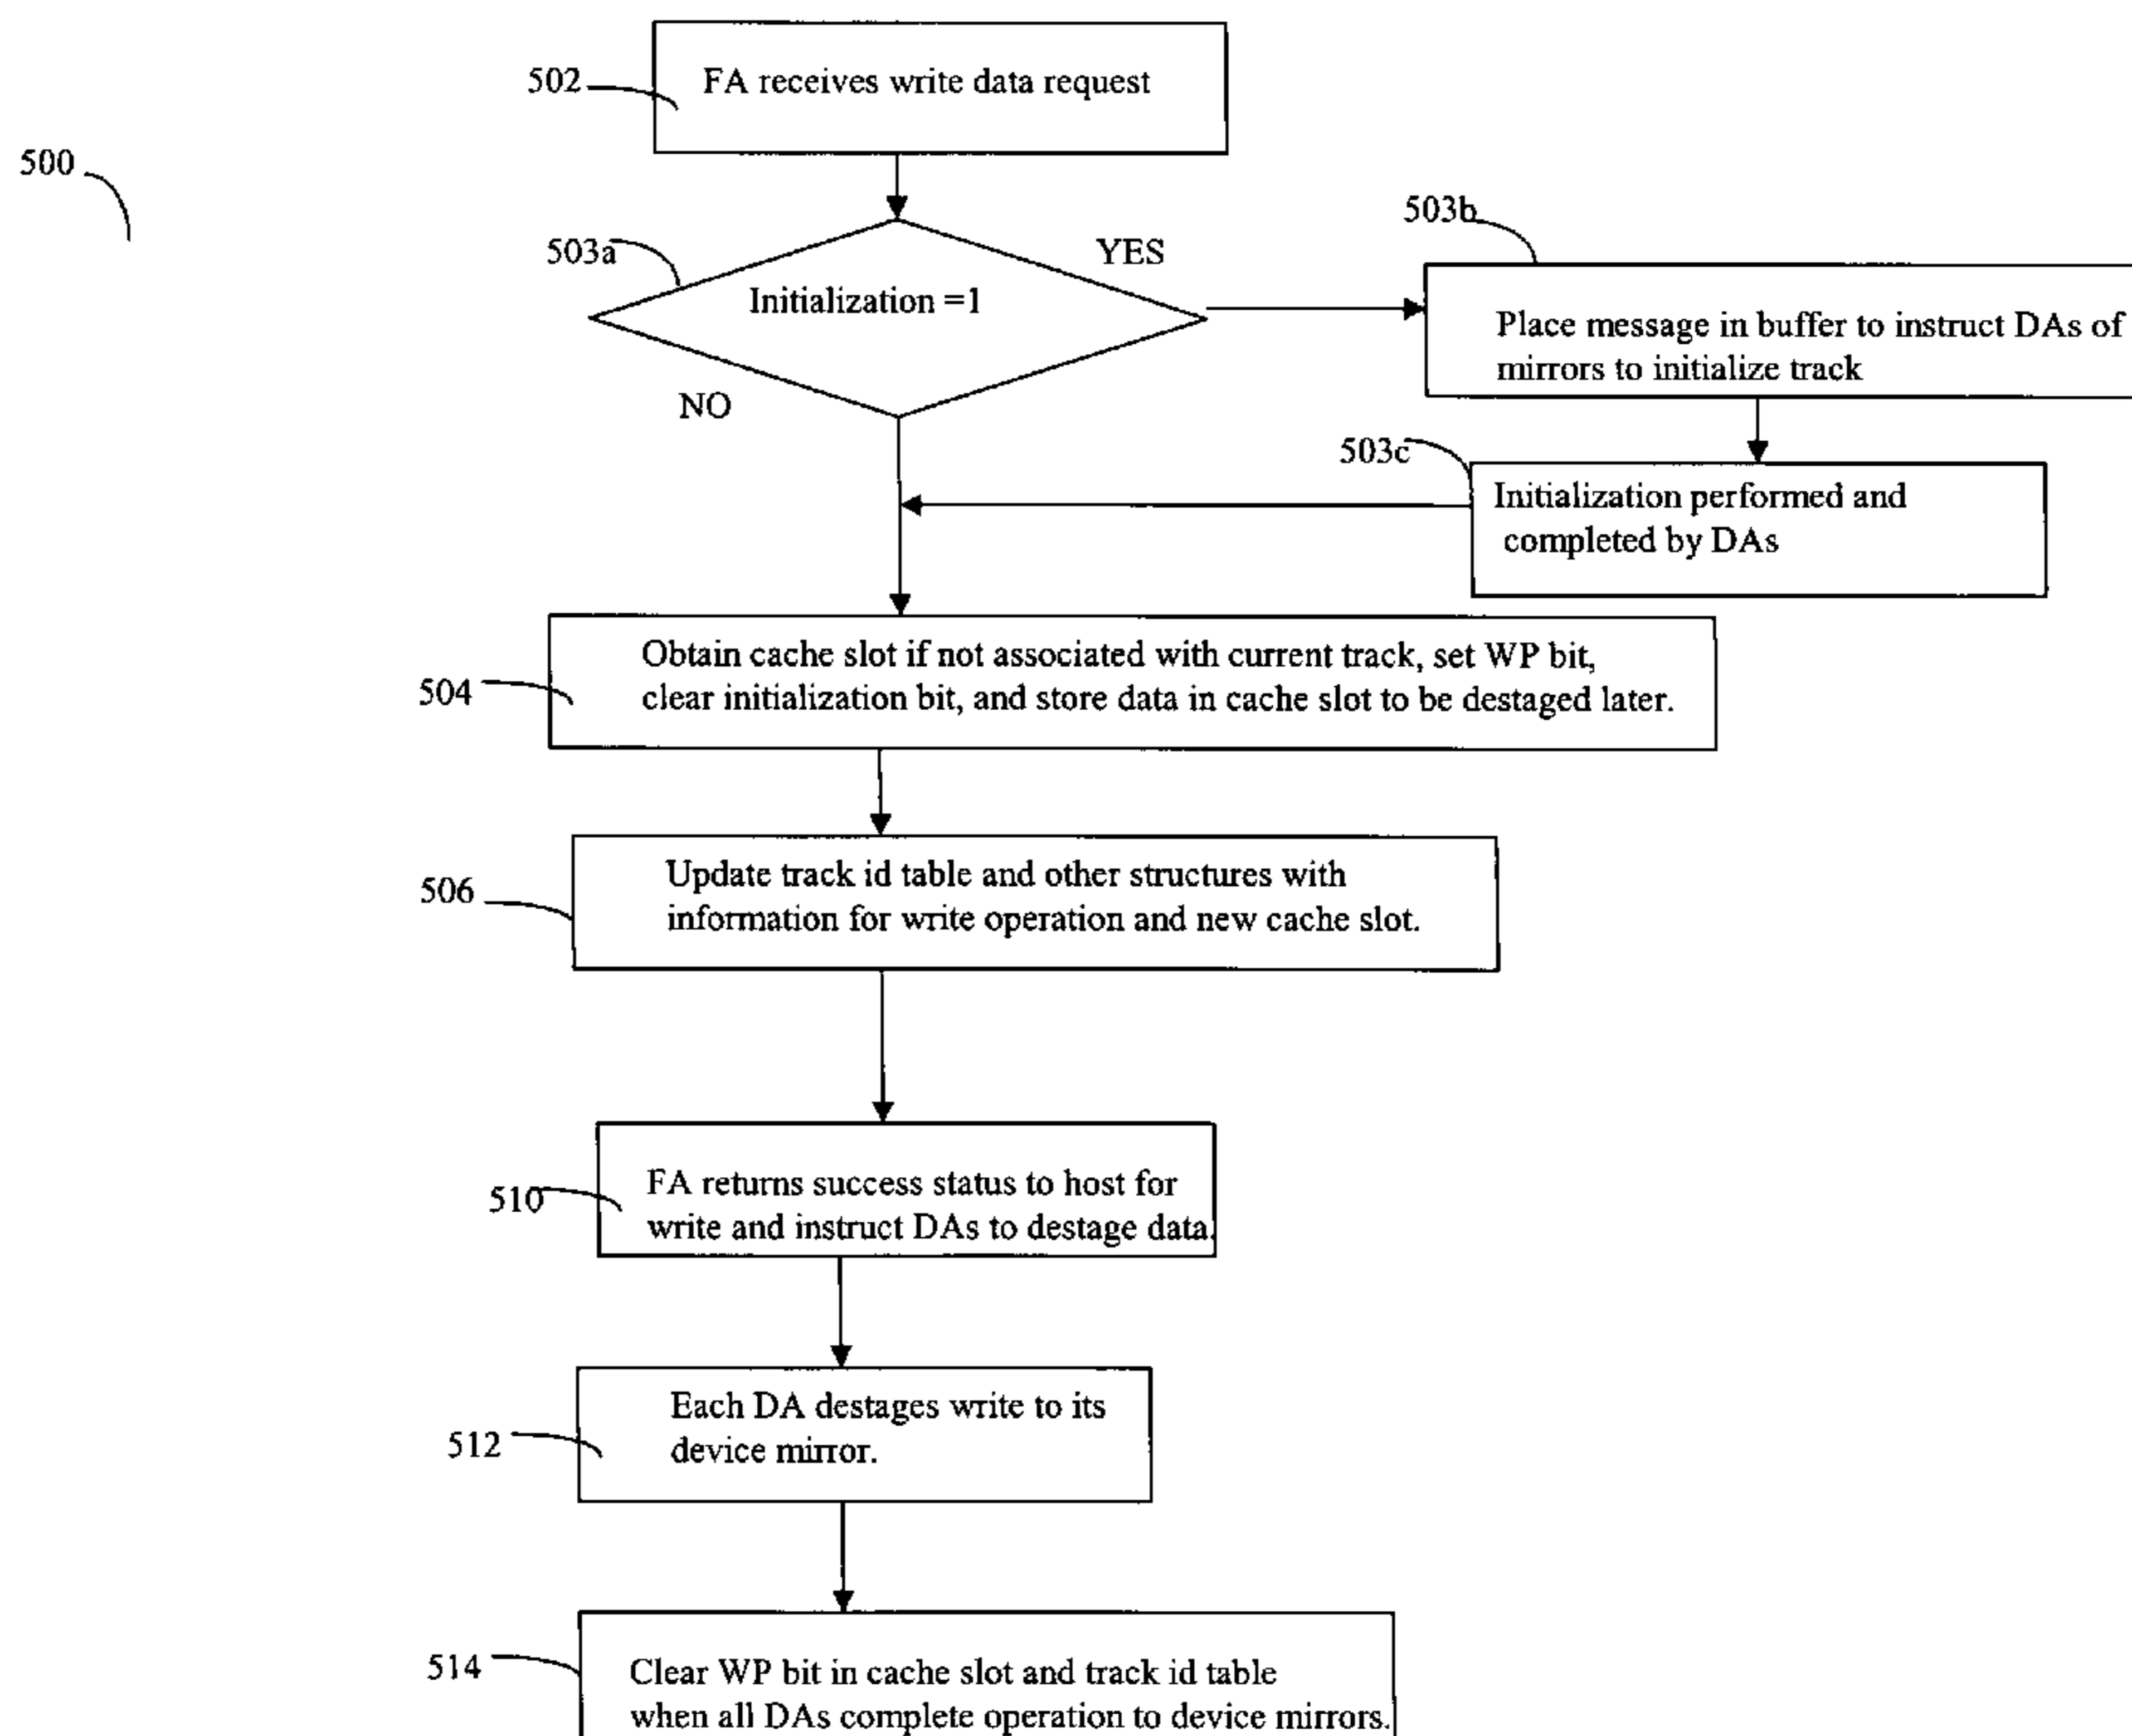 502
FA receives write data request
500
503b
503a
YES
Initialization =1
Place message in buffer to instruct DAs of
mirrors to initialize track
NO
503c
Initialization performed and
completed by DAs
504
Obtain cache slot if not associated with current track, set WP bit,
clear initialization bit, and store data in cache slot to be destaged later.
506
Update track id table and other structures with
information for write operation and new cache slot.
510
FA returns success status to host for
write and instruct DAs to destage data.
512
Each DA destages write to its
device mirror.
514
Clear WP bit in cache slot and track id table
when all DAs complete operation to device mirrors.